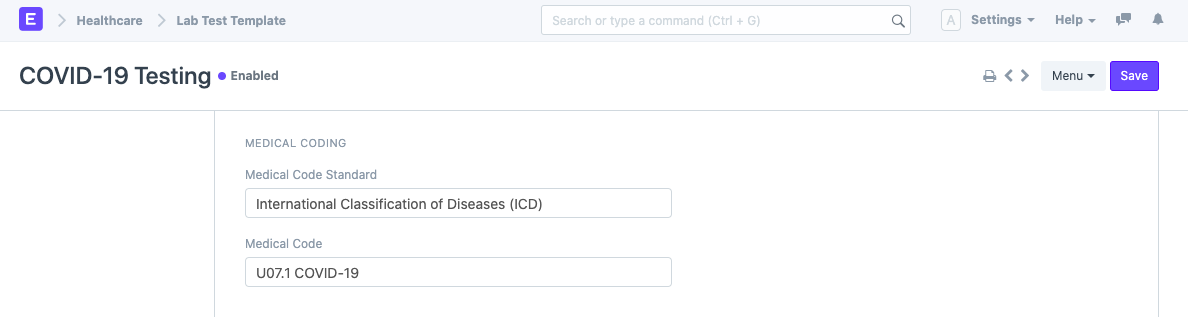 E Healthcare Lab Test Template Search or type a command (Ctrl + G) A Settings Help
COVID-19 Testing Enabled Menu Save
MEDICAL CODING
Medical Code Standard
International Classification of Diseases (ICD)
Medical Code
U07.1 COVID-19